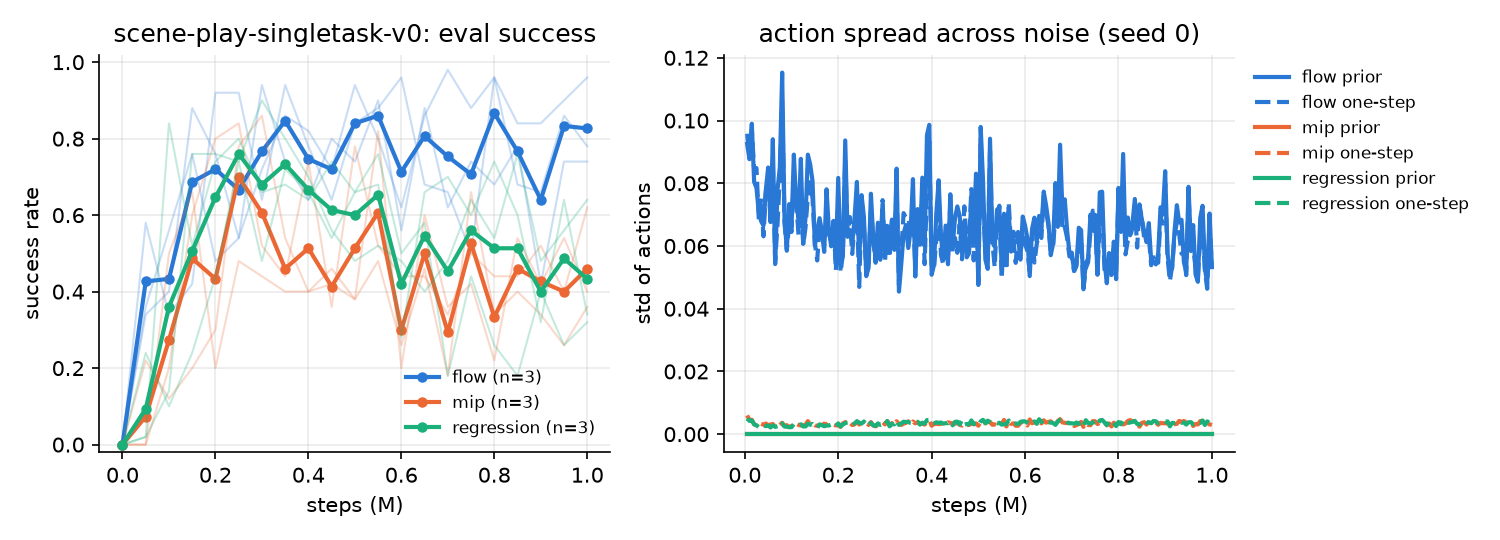 scene-play-singletask-v0: eval success
success rate
1.0
0.8
0.6
0.4
0.2
0.0
0.0 0.2 0.4 0.6 0.8 1.0
steps (M)
flow (n=3)
mip (n=3)
regression (n=3)
action spread across noise (seed 0)
std of actions
0.12
0.10
0.08
0.06
0.04
0.02
0.00
0.0 0.2 0.4 0.6 0.8 1.0
steps (M)
flow prior
flow one-step
mip prior
mip one-step
regression prior
regression one-step